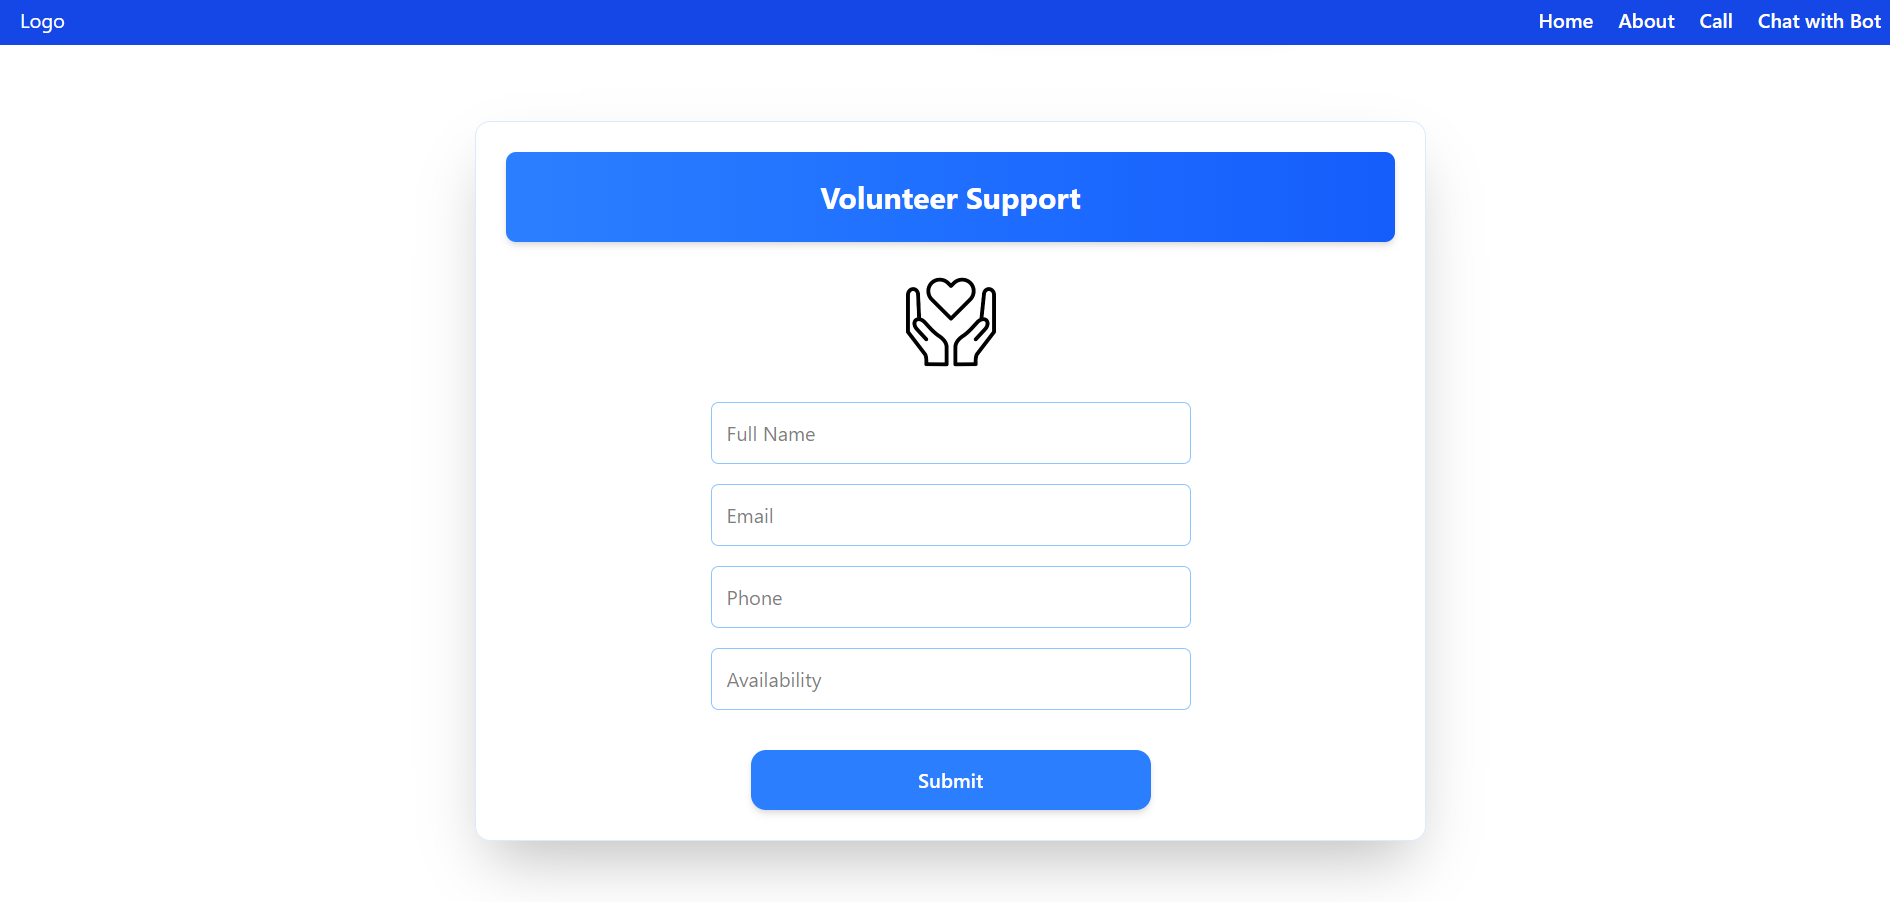 Logo Home About Call Chat with Bot
Volunteer Support
Full Name
Email
Phone
Availability
Submit